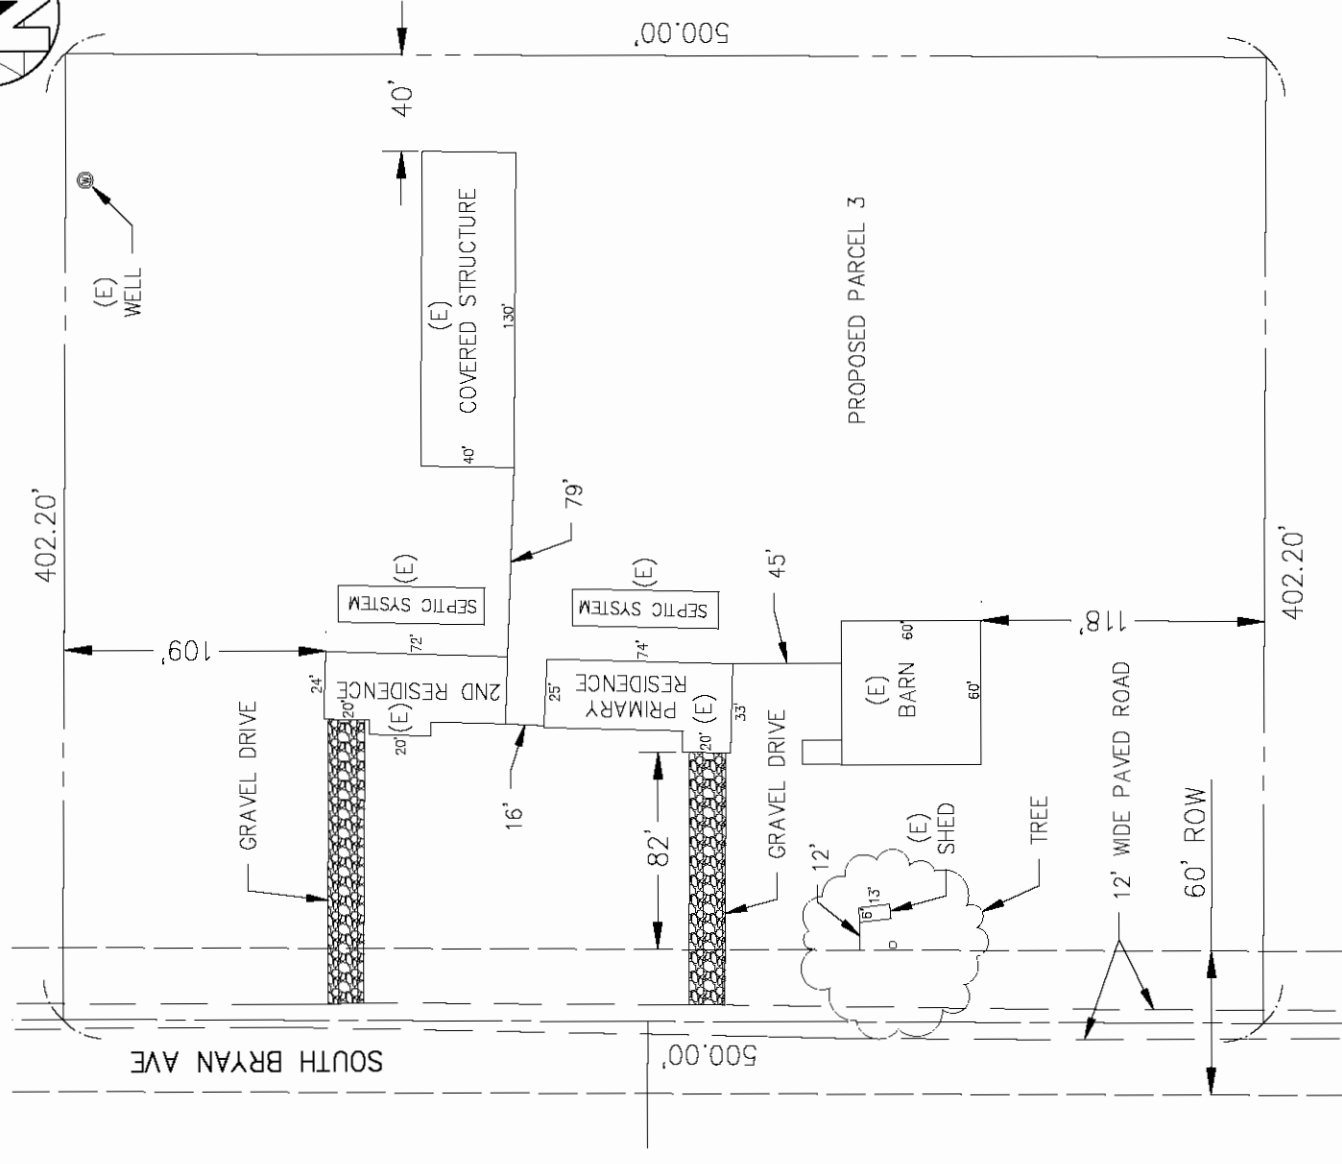 N
500.00'
40'
(E)
WELL
(E)
COVERED STRUCTURE
130'
40'
PROPOSED PARCEL 3
402.20'
402.20'
79'
(E)
SEPTIC SYSTEM
(E)
SEPTIC SYSTEM
45'
109'
72'
24'
2ND RESIDENCE
(E)
20'
20'
74'
25'
PRIMARY
RESIDENCE
(E)
20'
33'
60'
(E)
BARN
60'
118'
GRAVEL DRIVE
16'
82'
GRAVEL DRIVE
12'
6'
13'
(E)
SHED
TREE
12' WIDE PAVED ROAD
60' ROW
SOUTH BRYAN AVE
500.00'